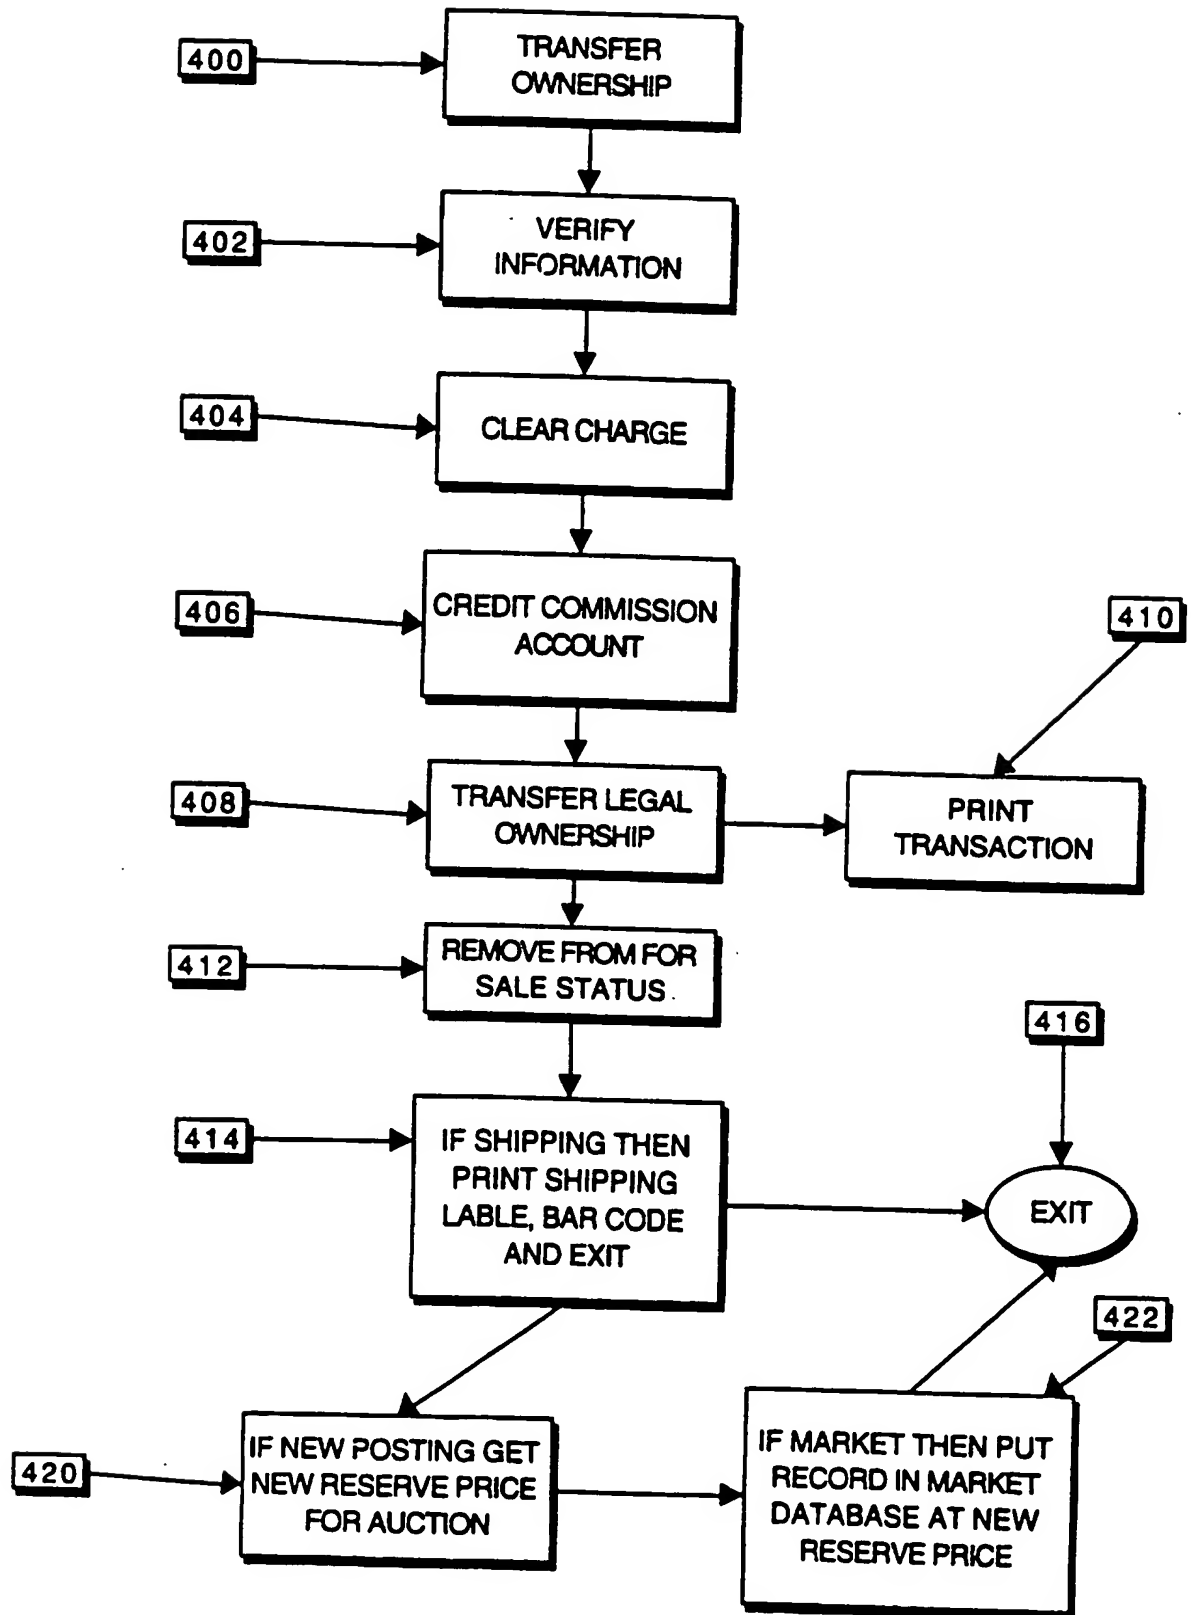 400
TRANSFER
OWNERSHIP
402
VERIFY
INFORMATION
404
CLEAR CHARGE
406
CREDIT COMMISSION
ACCOUNT
410
408
TRANSFER LEGAL
OWNERSHIP
PRINT
TRANSACTION
412
REMOVE FROM FOR
SALE STATUS
416
414
IF SHIPPING THEN
PRINT SHIPPING
LABLE, BAR CODE
AND EXIT
EXIT
422
420
IF NEW POSTING GET
NEW RESERVE PRICE
FOR AUCTION
IF MARKET THEN PUT
RECORD IN MARKET
DATABASE AT NEW
RESERVE PRICE